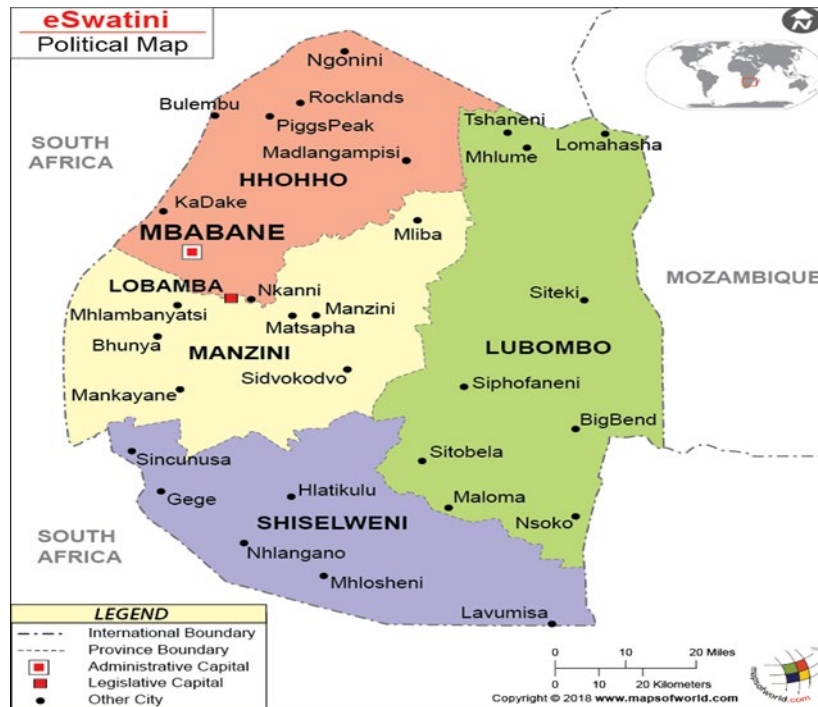 eSwatini
Political Map
N
Ngonini
Rocklands
Bulembu
PiggsPeak
Tshaneni
Lomahasha
SOUTH
AFRICA
Madlangampisi
Mhlume
HHOHHO
KaDake
MBABANE
Mliba
MOZAMBIQUE
LOBAMBA
Nkanni
Siteki
Mhlambanyatsi
Manzini
Matsapha
Bhunya
MANZINI
LUBOMBO
Sidvokodvo
Siphofaneni
Mankayane
BigBend
Sincunusa
Sitobela
Gege
Hlatikulu
Maloma
SHISELWENI
Nsoko
SOUTH
AFRICA
Nhlangano
Mhlosheni
Lavumisa
LEGEND
International Boundary
Province Boundary
Administrative Capital
Legislative Capital
Other City
0 10 20 Miles
0 10 20 Kilometers
Copyright © 2018 www.mapsofworld.com
mapsofworld.com